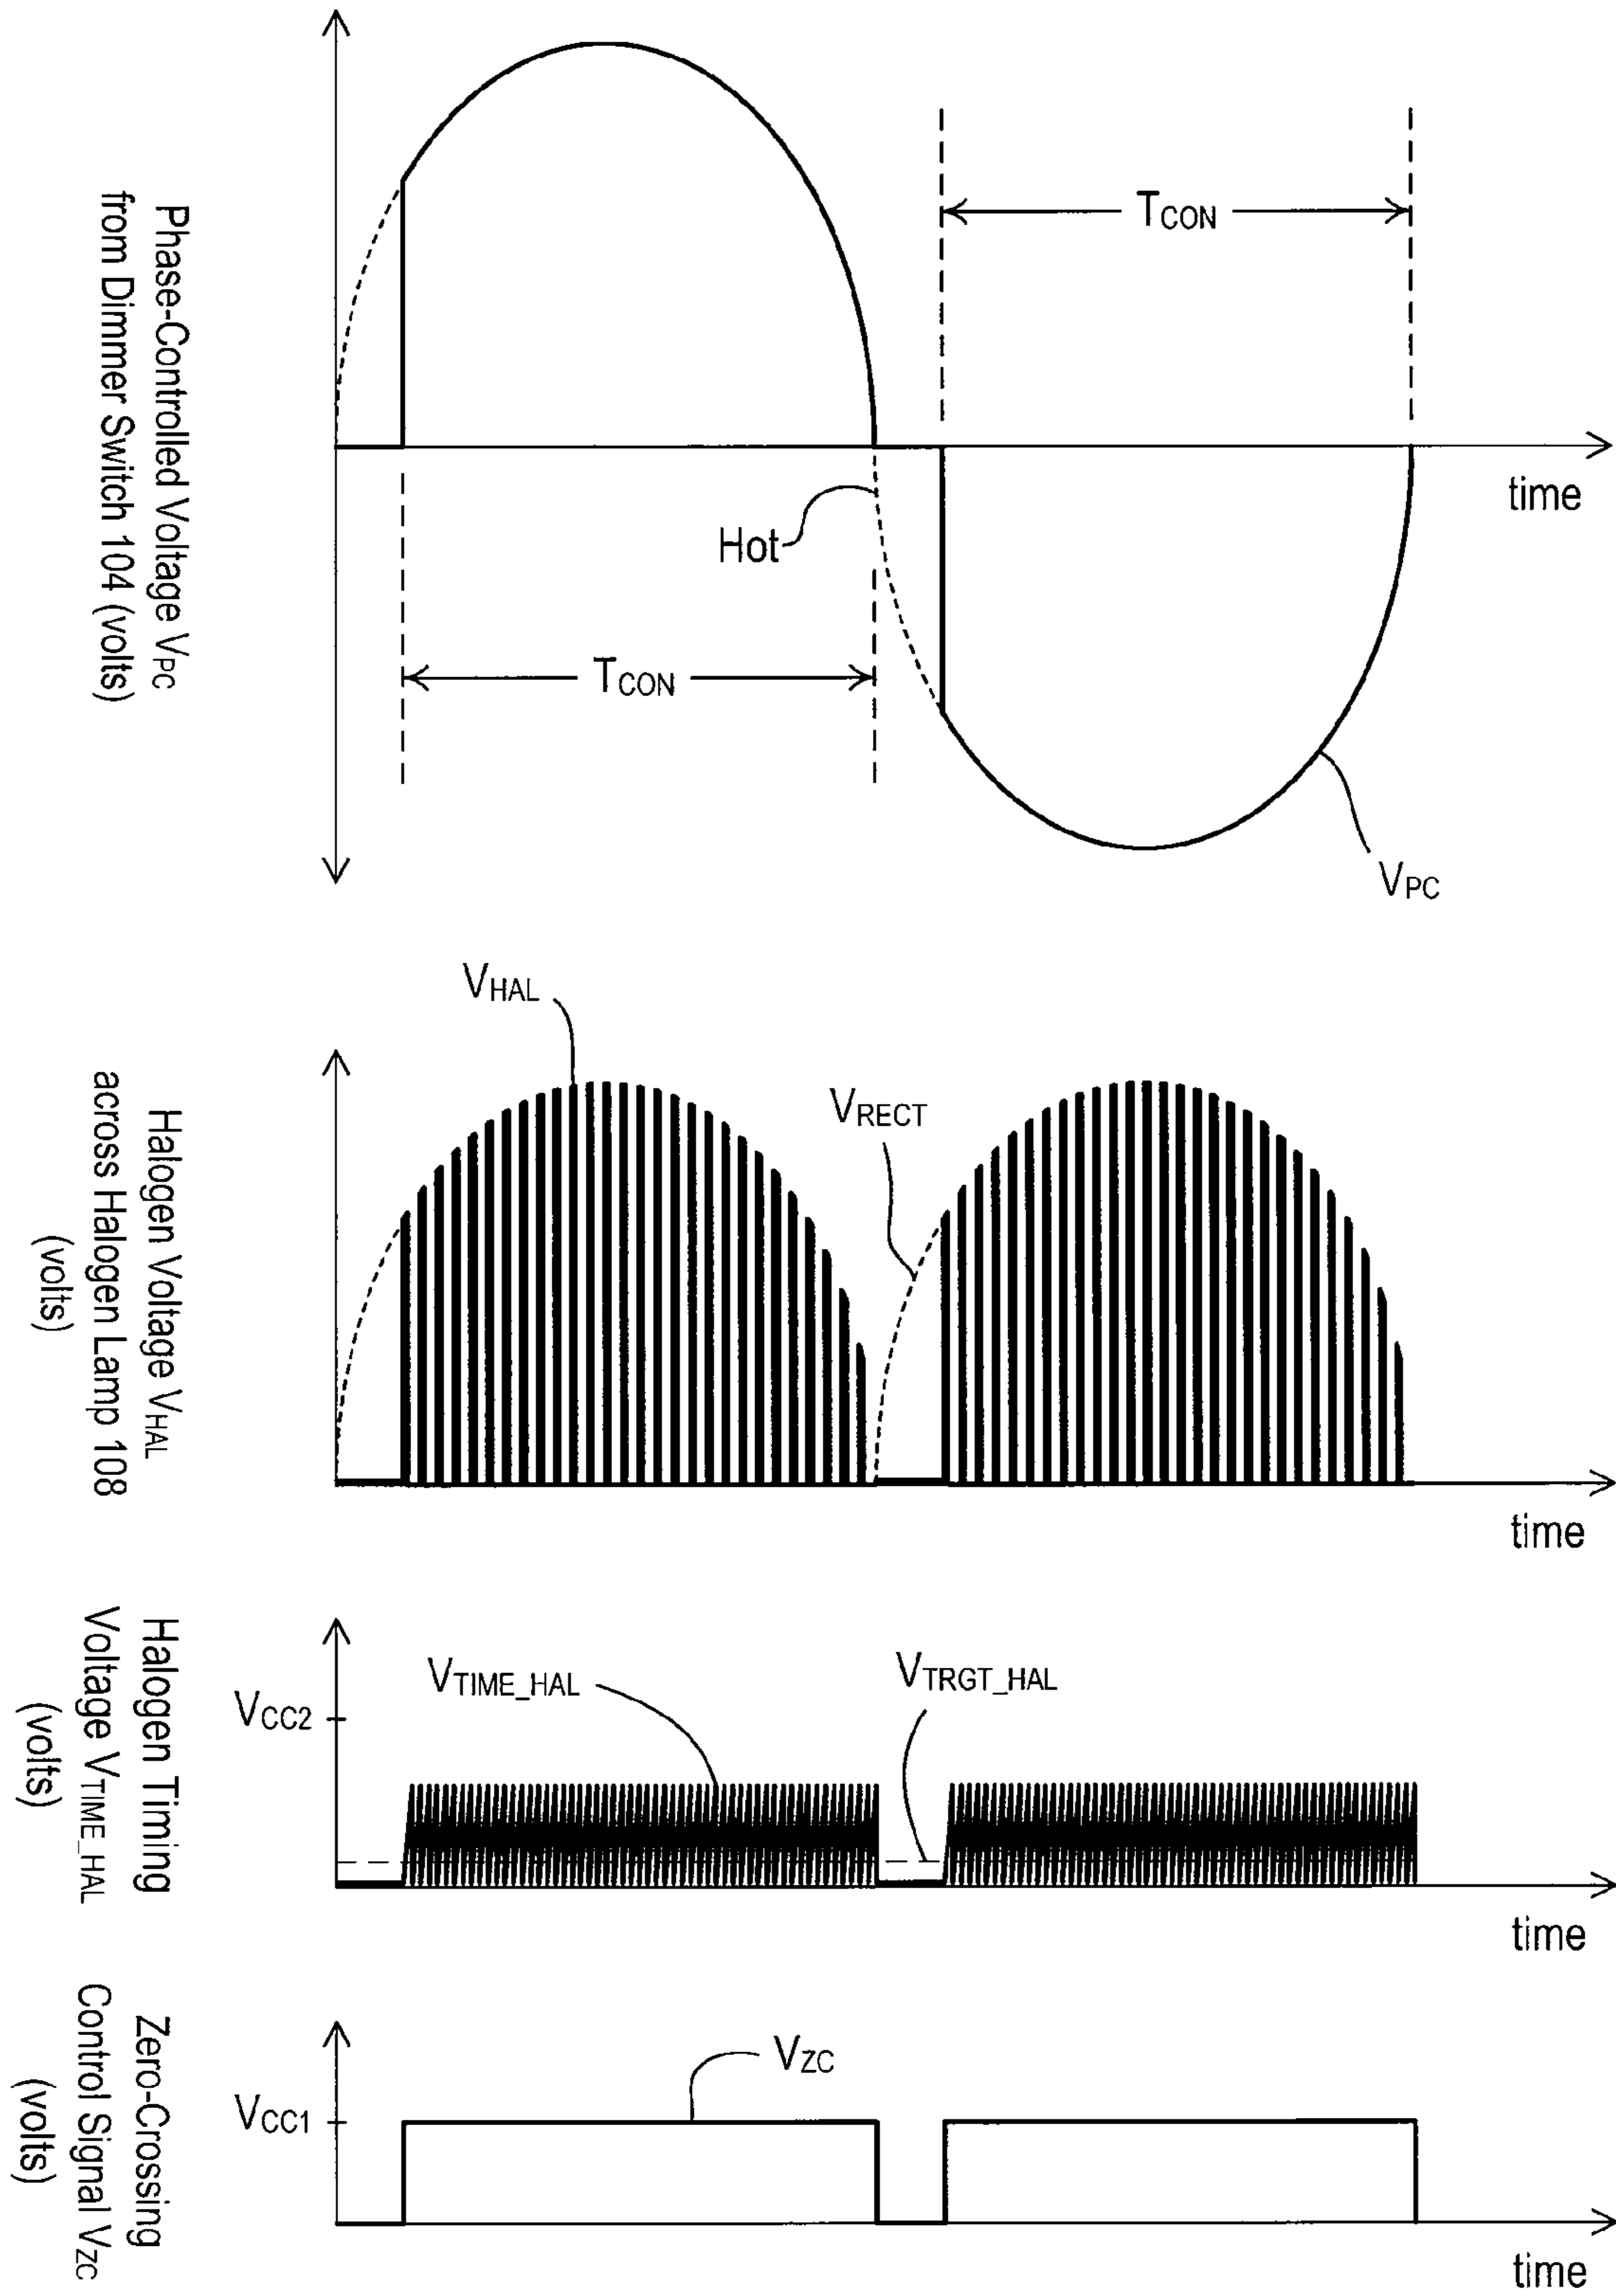 Phase-Controlled Voltage VPC
from Dimmer Switch 104 (volts)
TCON
time
Hot
TCON
VPC
Halogen Voltage VHAL
across Halogen Lamp 108
(volts)
VHAL
VRECT
time
Halogen Timing
Voltage VTIME_HAL
(volts)
VCC2
VTIME_HAL
VTRGT_HAL
time
Zero-Crossing
Control Signal VZC
(volts)
VCC1
VZC
time